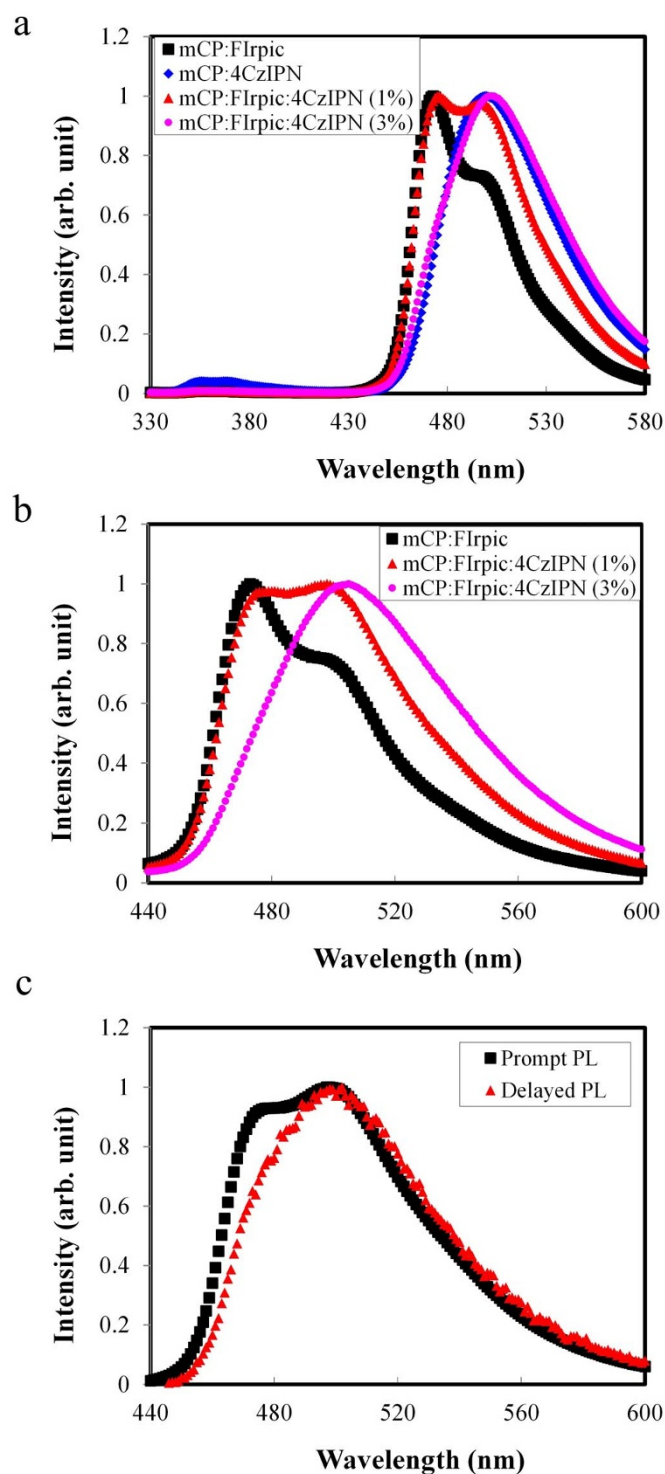 a
1.2
1
0.8
0.6
0.4
0.2
0
Intensity (arb. unit)
mCP:FIrpic
mCP:4CzIPN
mCP:FIrpic:4CzIPN (1%)
mCP:FIrpic:4CzIPN (3%)
330 380 430 480 530 580
Wavelength (nm)
b
1.2
1
0.8
0.6
0.4
0.2
0
Intensity (arb. unit)
mCP:FIrpic
mCP:FIrpic:4CzIPN (1%)
mCP:FIrpic:4CzIPN (3%)
440 480 520 560 600
Wavelength (nm)
c
1.2
1
0.8
0.6
0.4
0.2
0
Intensity (arb. unit)
Prompt PL
Delayed PL
440 480 520 560 600
Wavelength (nm)